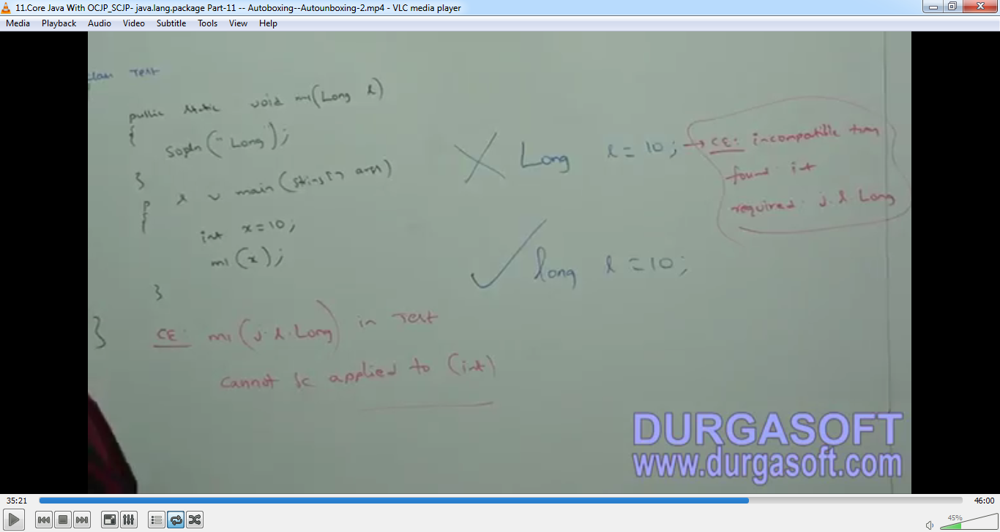 11.Core Java With OCJP_SCJP- java.lang.package Part-11 -- Autoboxing--Autounboxing-2.mp4 - VLC media player
Media Playback Audio Video Subtitle Tools View Help
class Test
public static void m1(Long l)
{
Sopln("Long");
}
p s v main(String[] args)
{
int x=10;
m1(x);
}
}
CE: m1(j.l.Long) in Test
cannot be applied to (int)
Long l = 10; → CE: incompatible types
found: int
required: j.l.Long
long l = 10;
DURGASOFT
www.durgasoft.com
35:21
46:00
45%